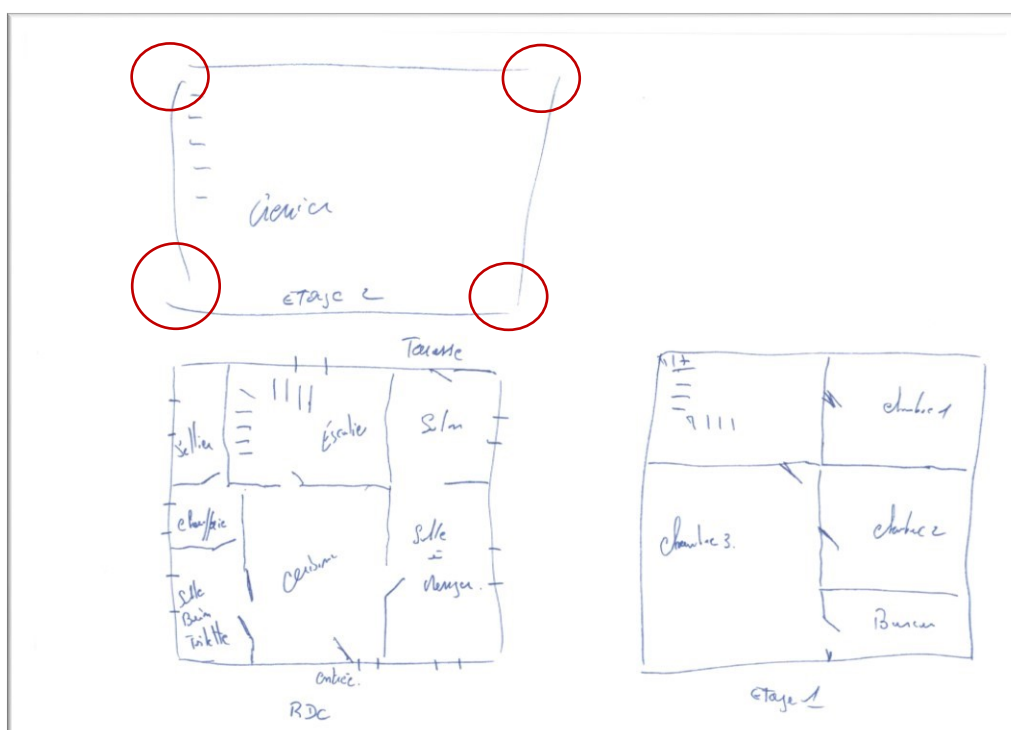 Grenier
Etage 2
Terrasse
Sellier
Escalier
Salon
Chaufferie
Cuisine
Salle
à
Manger.
Salle
Bain
Toilette
entrée.
RDC
chambre 1
chambre 2
chambre 3.
Bureau
Etage 1